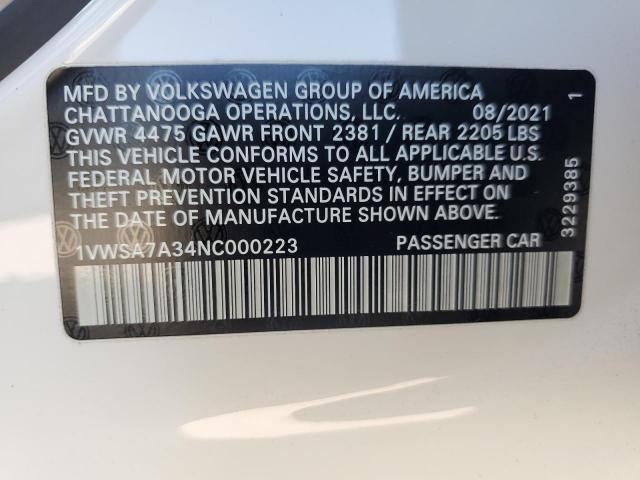 MFD BY VOLKSWAGEN GROUP OF AMERICA
CHATTANOOGA OPERATIONS, LLC. 08/2021
GVWR 4475 GAWR FRONT 2381 / REAR 2205 LBS
THIS VEHICLE CONFORMS TO ALL APPLICABLE U.S.
FEDERAL MOTOR VEHICLE SAFETY, BUMPER AND
THEFT PREVENTION STANDARDS IN EFFECT ON
THE DATE OF MANUFACTURE SHOWN ABOVE.
1VWSA7A34NC000223 PASSENGER CAR
3229385 1